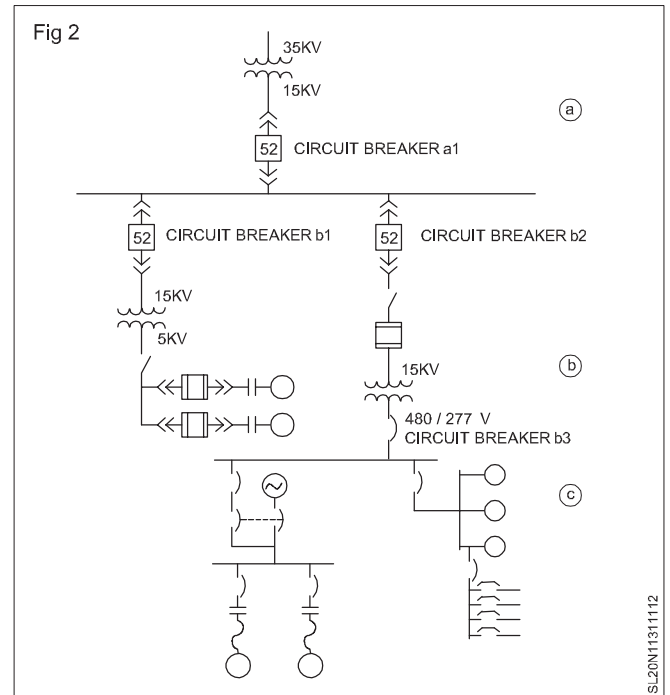 Fig 2
35KV
15KV
a
52 CIRCUIT BREAKER a1
52 CIRCUIT BREAKER b1
52 CIRCUIT BREAKER b2
15KV
5KV
15KV
b
480 / 277 V
CIRCUIT BREAKER b3
c
SL20N11311112